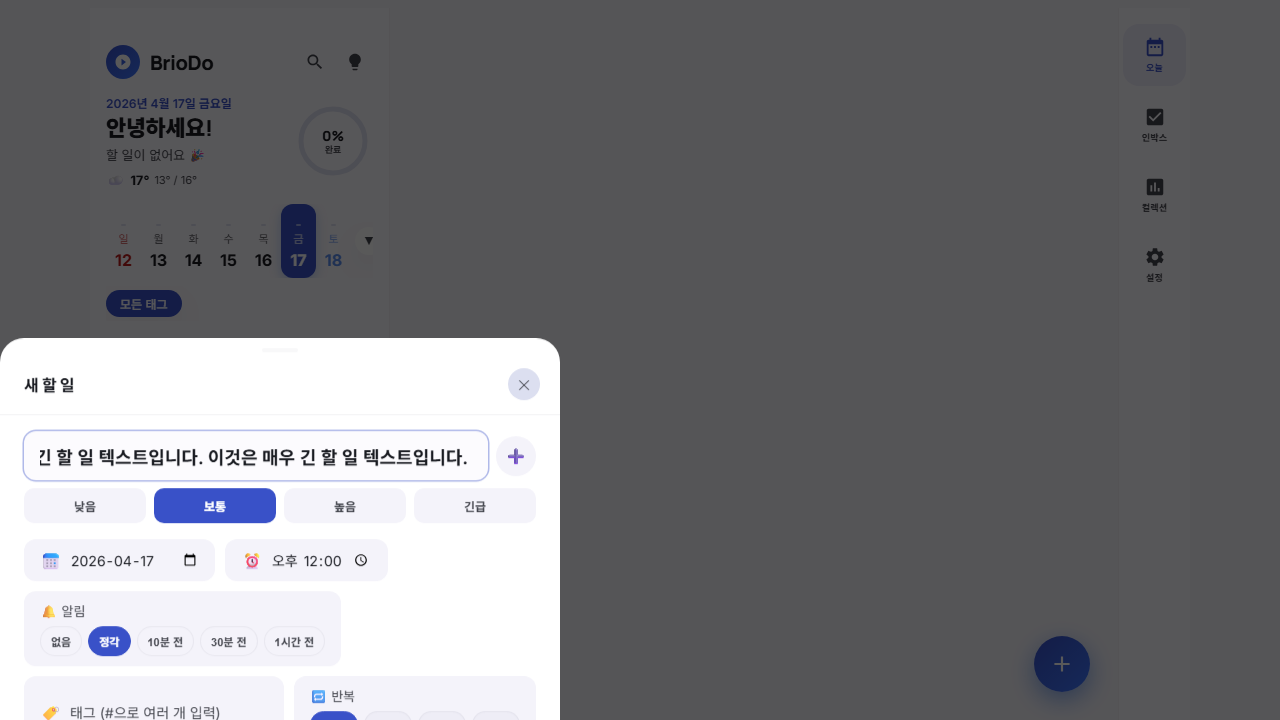 BrioDo
2026년 4월 17일 금요일
안녕하세요!
할 일이 없어요 🎉
17° 13° / 16°
0%
완료
일 월 화 수 목 금 토
12 13 14 15 16 17 18
모든 태그
오늘
인박스
컬렉션
설정
새 할 일
긴 할 일 텍스트입니다. 이것은 매우 긴 할 일 텍스트입니다.
낮음 보통 높음 긴급
2026-04-17 오후 12:00
알림
없음 정각 10분 전 30분 전 1시간 전
태그 (#으로 여러 개 입력)
반복